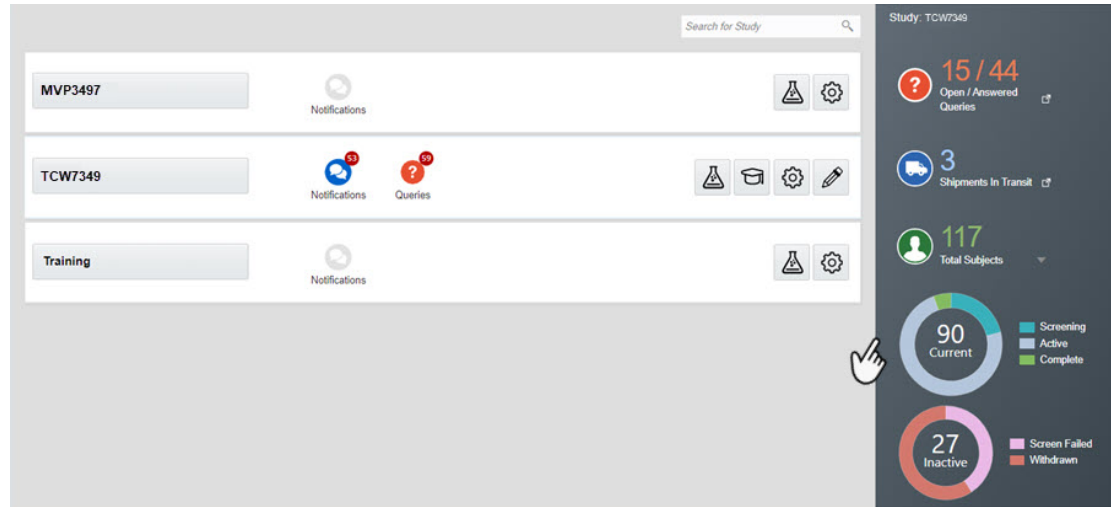 Search for Study
MVP3497
Notifications
TCW7349
53
Notifications
59
?
Queries
Training
Notifications
Study: TCW7349
?
15 / 44
Open / Answered
Queries
3
Shipments In Transit
117
Total Subjects
90
Current
Screening
Active
Complete
27
Inactive
Screen Failed
Withdrawn